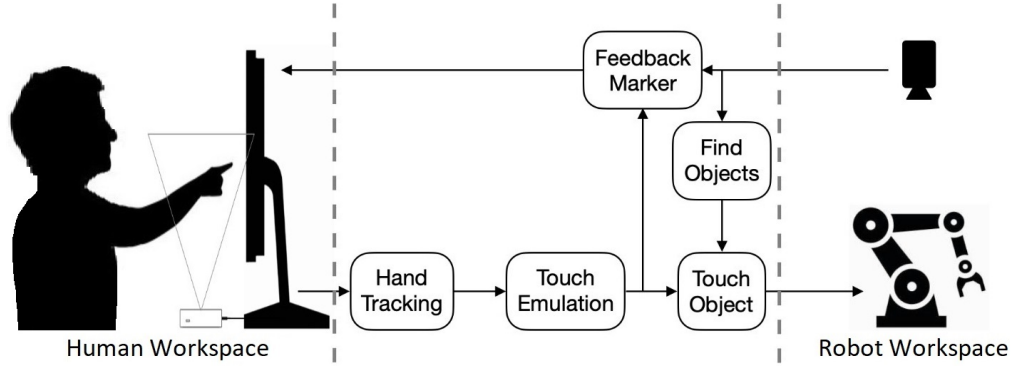 Feedback
Marker
Find
Objects
Hand
Tracking
Touch
Emulation
Touch
Object
Human Workspace
Robot Workspace